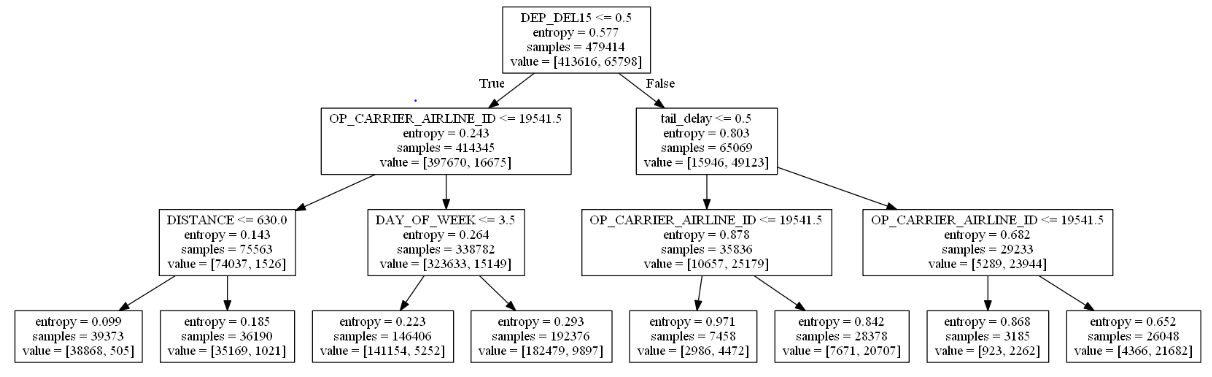 DEP_DEL15 <= 0.5
entropy = 0.577
samples = 479414
value = [413616, 65798]
True
False
OP_CARRIER_AIRLINE_ID <= 19541.5
entropy = 0.243
samples = 414345
value = [397670, 16675]
tail_delay <= 0.5
entropy = 0.803
samples = 65069
value = [15946, 49123]
DISTANCE <= 630.0
entropy = 0.143
samples = 75563
value = [74037, 1526]
DAY_OF_WEEK <= 3.5
entropy = 0.264
samples = 338782
value = [323633, 15149]
OP_CARRIER_AIRLINE_ID <= 19541.5
entropy = 0.878
samples = 35836
value = [10657, 25179]
OP_CARRIER_AIRLINE_ID <= 19541.5
entropy = 0.682
samples = 29233
value = [5289, 23944]
entropy = 0.099
samples = 39373
value = [38868, 505]
entropy = 0.185
samples = 36190
value = [35169, 1021]
entropy = 0.223
samples = 146406
value = [141154, 5252]
entropy = 0.293
samples = 192376
value = [182479, 9897]
entropy = 0.971
samples = 7458
value = [2986, 4472]
entropy = 0.842
samples = 28378
value = [7671, 20707]
entropy = 0.868
samples = 3185
value = [923, 2262]
entropy = 0.652
samples = 26048
value = [4366, 21682]